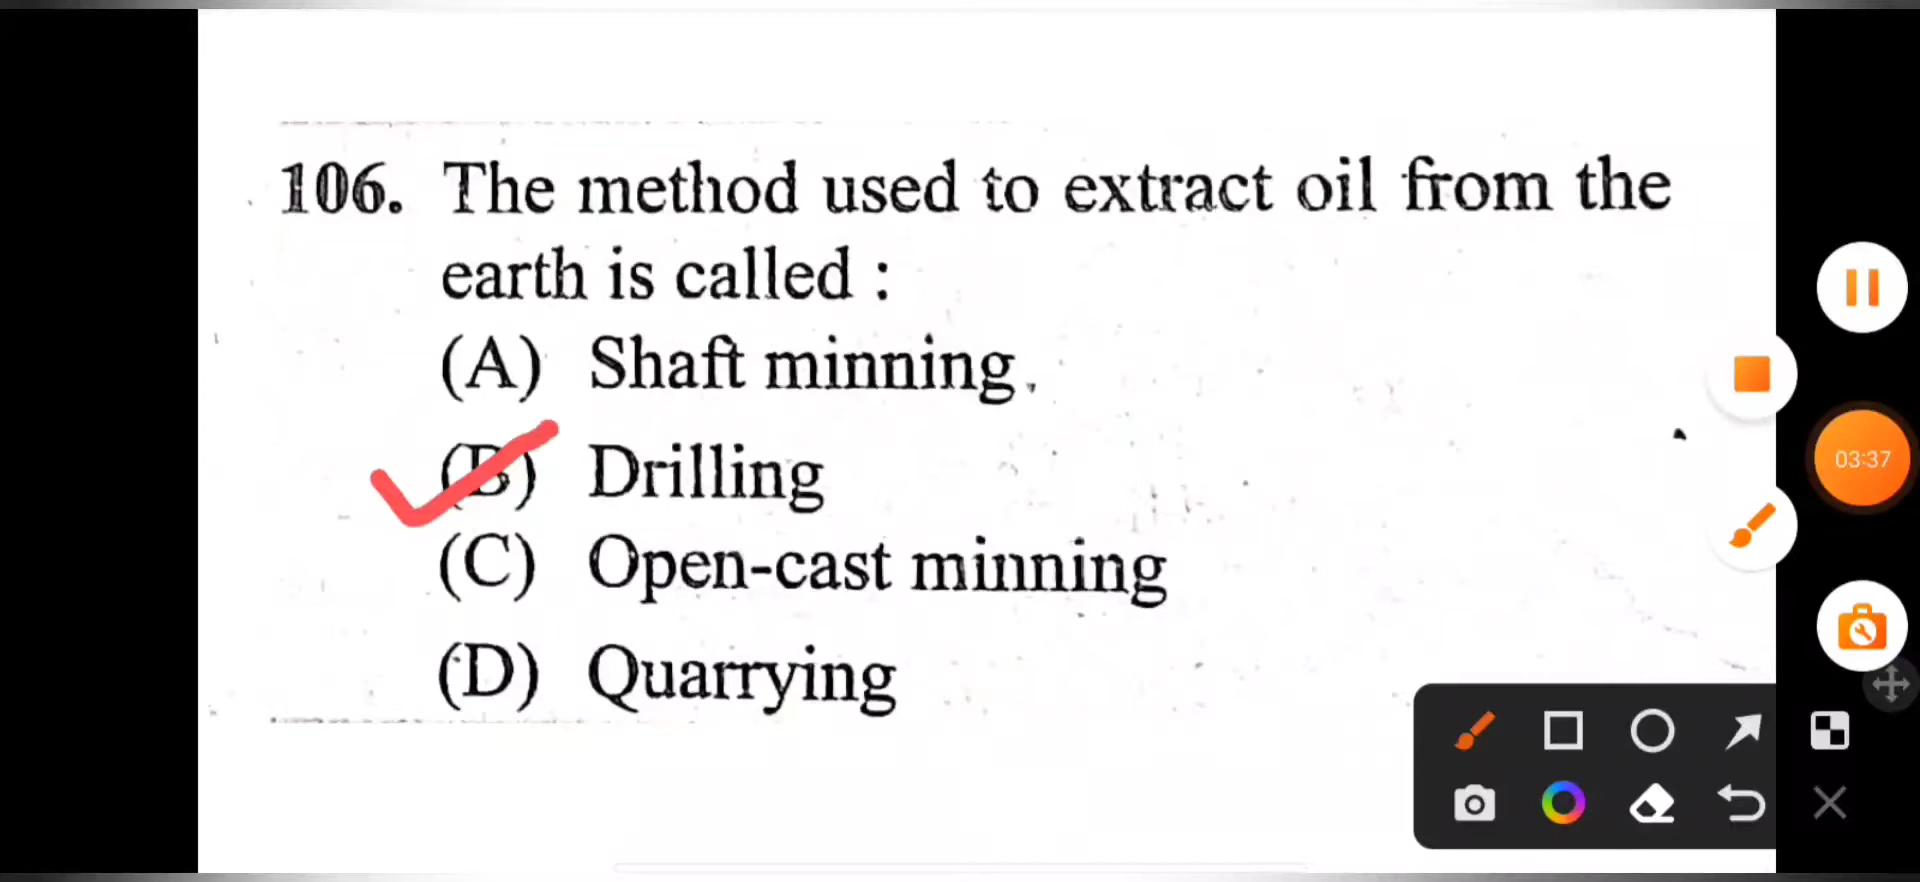 106. The method used to extract oil from the
earth is called :
(A) Shaft minning.
(B) Drilling
(C) Open-cast minning
(D) Quarrying
03:37